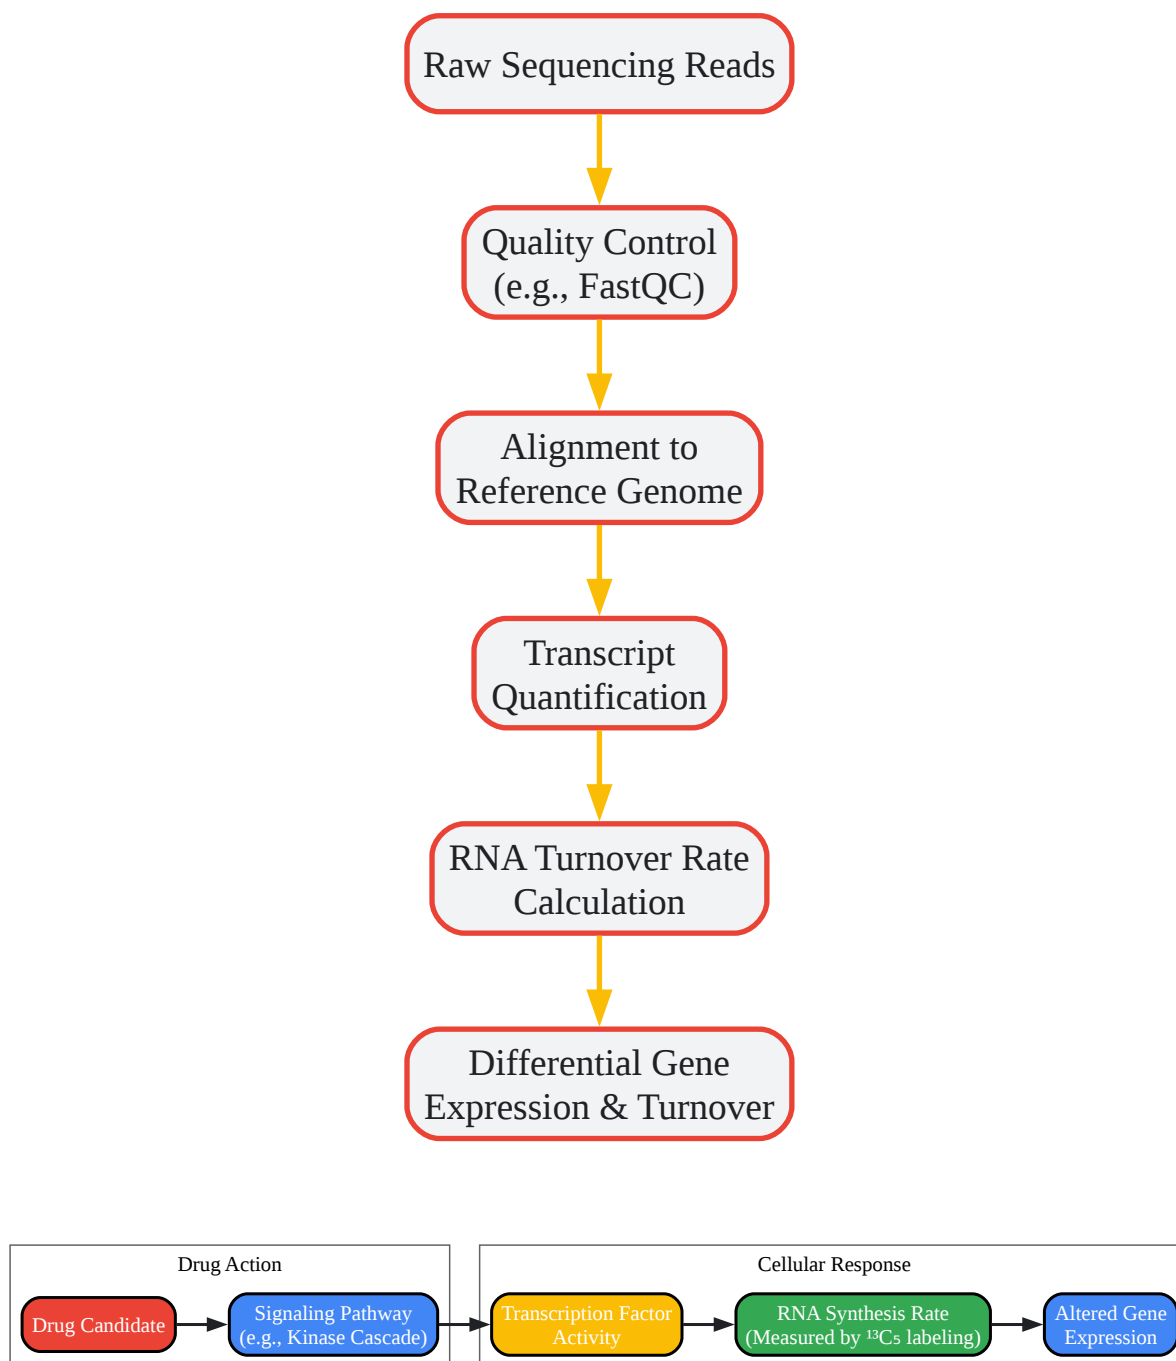 Raw Sequencing Reads
Quality Control
(e.g., FastQC)
Alignment to
Reference Genome
Transcript
Quantification
RNA Turnover Rate
Calculation
Differential Gene
Expression & Turnover
Drug Action
Drug Candidate
Signaling Pathway
(e.g., Kinase Cascade)
Cellular Response
Transcription Factor
Activity
RNA Synthesis Rate
(Measured by ¹³C₅ labeling)
Altered Gene
Expression